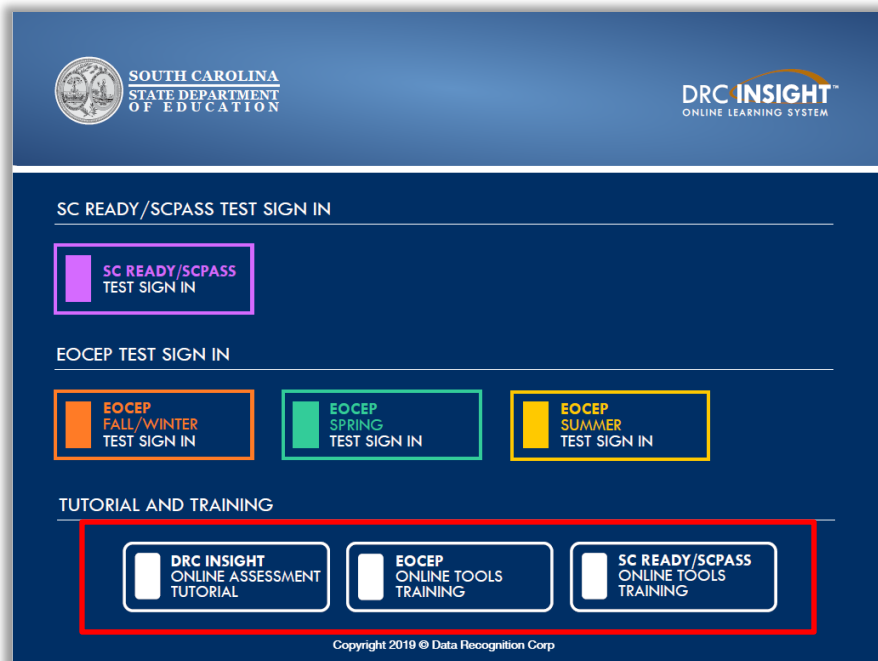 SOUTH CAROLINA
STATE DEPARTMENT
OF EDUCATION
DRC INSIGHT™
ONLINE LEARNING SYSTEM
SC READY/SCPASS TEST SIGN IN
SC READY/SCPASS
TEST SIGN IN
EOCEP TEST SIGN IN
EOCEP
FALL/WINTER
TEST SIGN IN
EOCEP
SPRING
TEST SIGN IN
EOCEP
SUMMER
TEST SIGN IN
TUTORIAL AND TRAINING
DRC INSIGHT
ONLINE ASSESSMENT
TUTORIAL
EOCEP
ONLINE TOOLS
TRAINING
SC READY/SCPASS
ONLINE TOOLS
TRAINING
Copyright 2019 © Data Recognition Corp